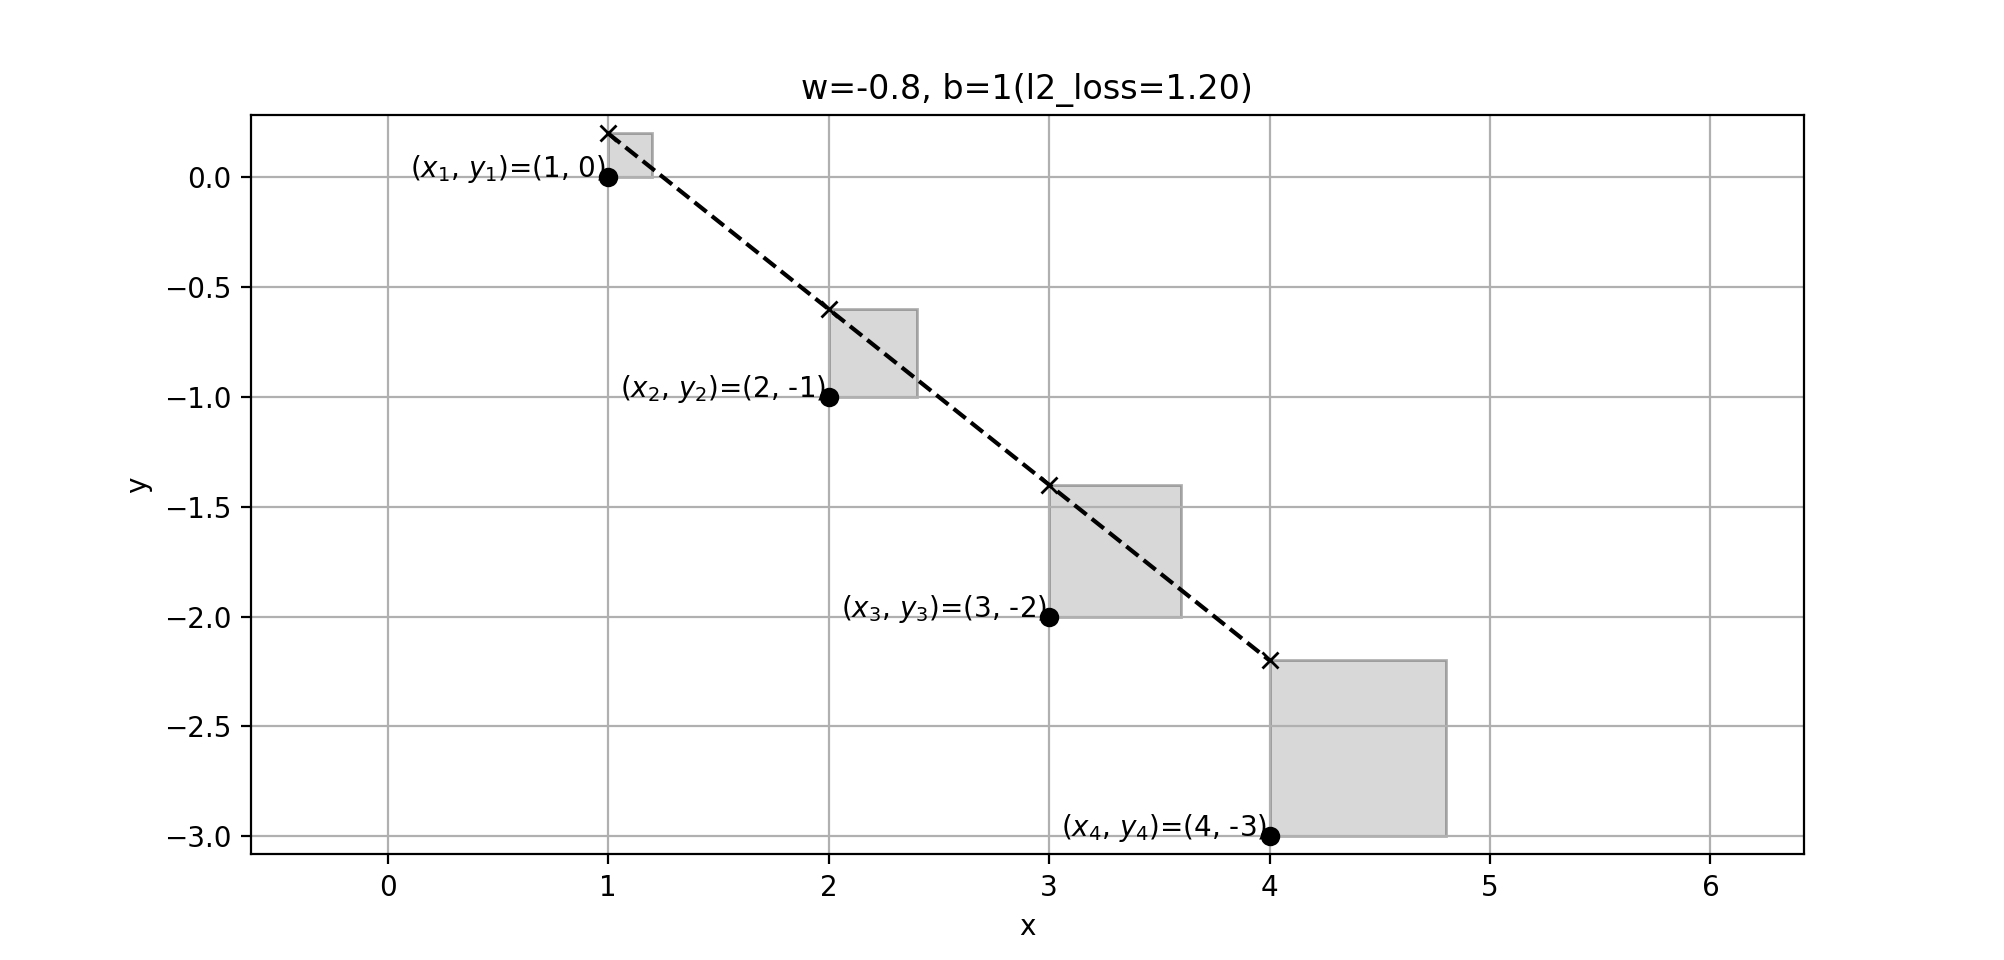 w=-0.8, b=1(l2_loss=1.20)
0.0
−0.5
−1.0
−1.5
−2.0
−2.5
−3.0
y
(x₁, y₁)=(1, 0)
(x₂, y₂)=(2, -1)
(x₃, y₃)=(3, -2)
(x₄, y₄)=(4, -3)
0 1 2 3 4 5 6
x